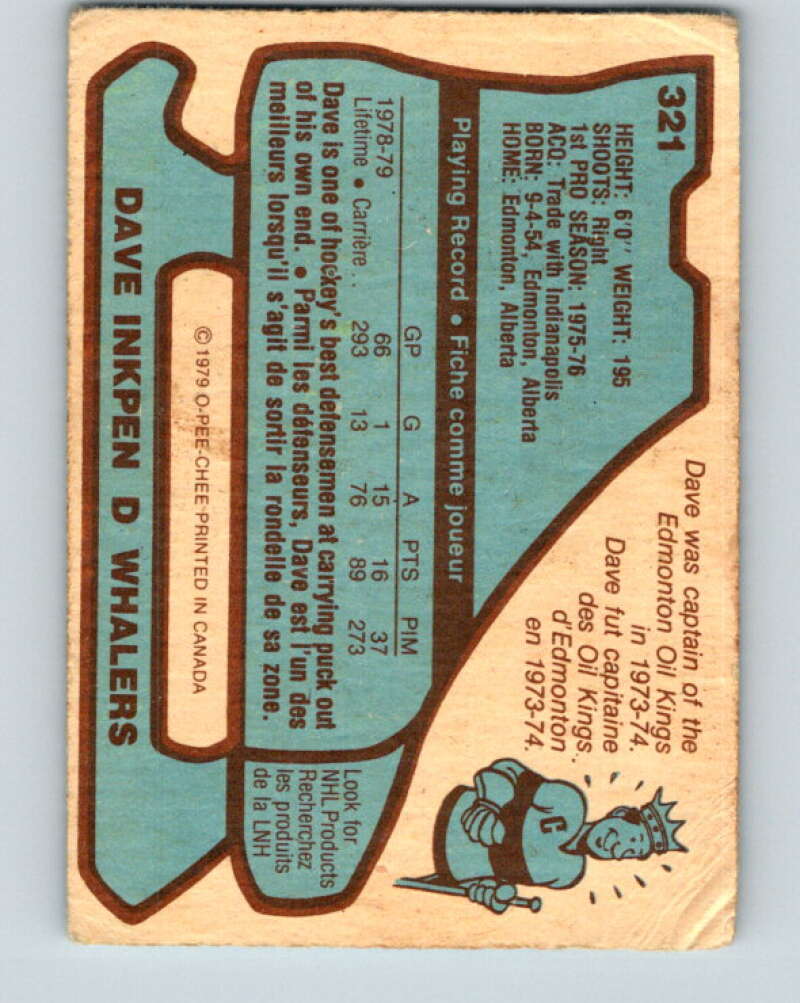 321
HEIGHT: 6'0" WEIGHT: 195
SHOOTS: Right
1st PRO SEASON: 1975-76
ACQ: Trade with Indianapolis
BORN: 9-4-54, Edmonton, Alberta
HOME: Edmonton, Alberta
Dave was captain of the
Edmonton Oil Kings
in 1973-74.
Dave fut capitaine
des Oil Kings
d'Edmonton
en 1973-74.
C
Playing Record • Fiche comme joueur
GP G A PTS PIM
1978-79 66 1 15 16 37
Lifetime • Carrière .. 293 13 76 89 273
Dave is one of hockey's best defensemen at carrying puck out
of his own end. • Parmi les défenseurs, Dave est l'un des
meilleurs lorsqu'il s'agit de sortir la rondelle de sa zone.
Look for
NHL Products
Recherchez
les produits
de la LNH
© 1979 O-PEE-CHEE PRINTED IN CANADA
DAVE INKPEN D WHALERS